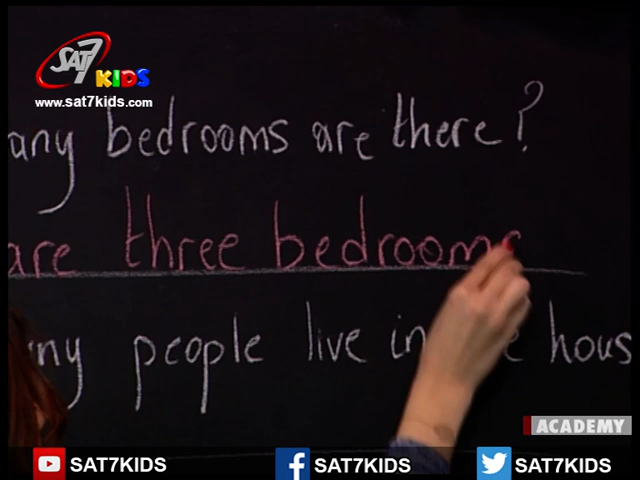 SAT7
KIDS
www.sat7kids.com
any bedrooms are there?
are three bedrooms
ny people live in hous
ACADEMY
SAT7KIDS SAT7KIDS SAT7KIDS